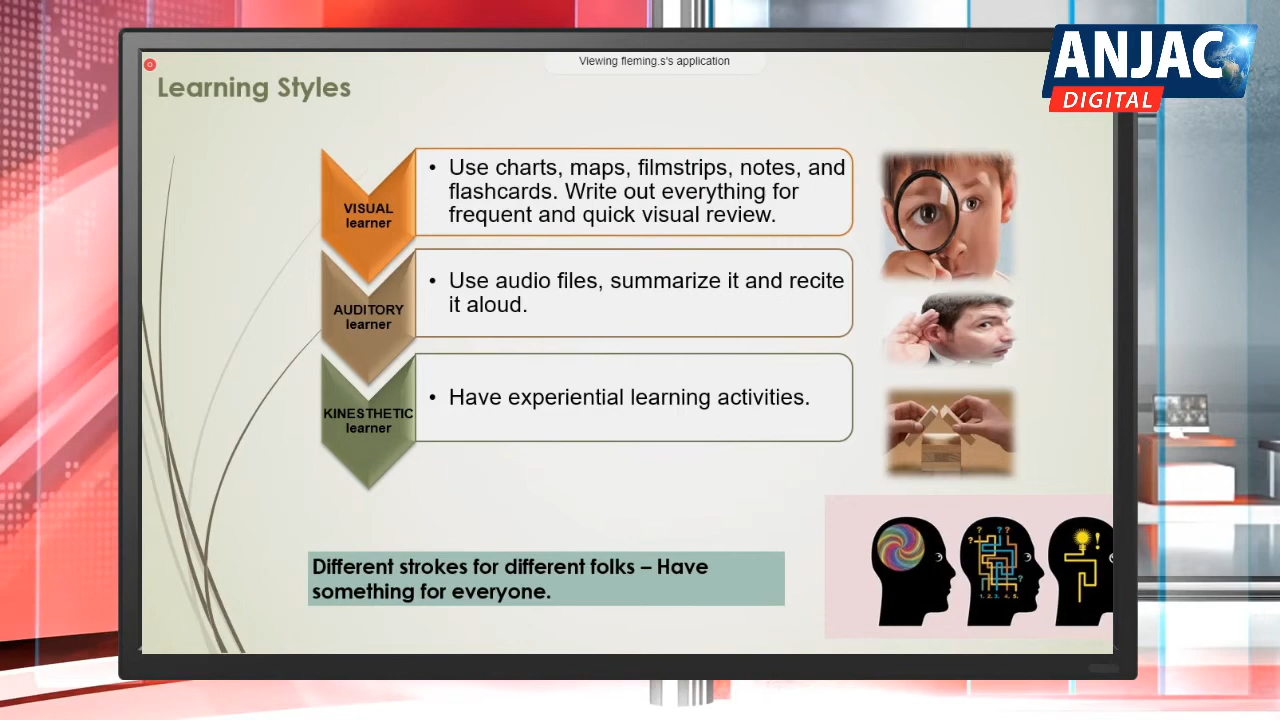 Viewing fleming.s's application
ANJAC
DIGITAL
Learning Styles
VISUAL
learner
• Use charts, maps, filmstrips, notes, and
flashcards. Write out everything for
frequent and quick visual review.
AUDITORY
learner
• Use audio files, summarize it and recite
it aloud.
KINESTHETIC
learner
• Have experiential learning activities.
Different strokes for different folks – Have
something for everyone.